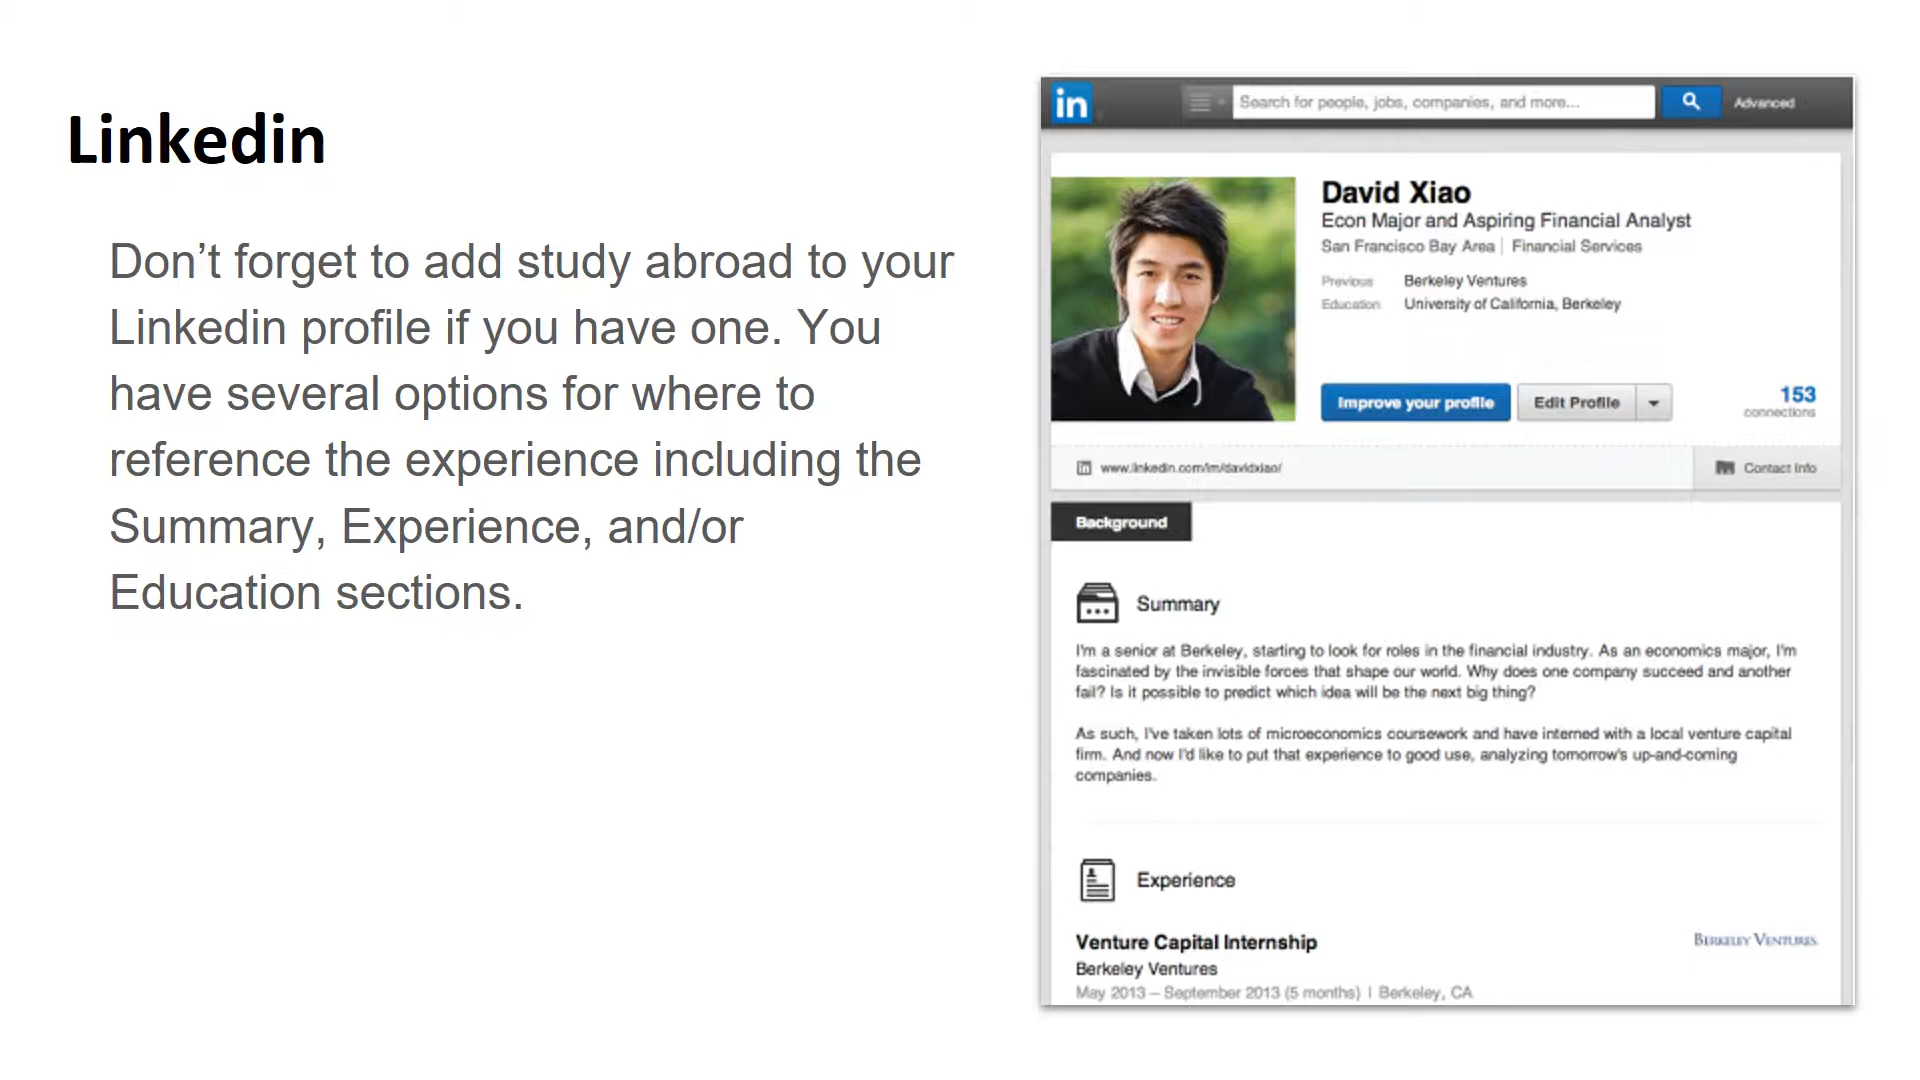 Linkedin
Don’t forget to add study abroad to your
Linkedin profile if you have one. You
have several options for where to
reference the experience including the
Summary, Experience, and/or
Education sections.
in
Search for people, jobs, companies, and more...
Advanced
David Xiao
Econ Major and Aspiring Financial Analyst
San Francisco Bay Area | Financial Services
Previous Berkeley Ventures
Education University of California, Berkeley
Improve your profile
Edit Profile
153
connections
www.linkedin.com/im/davidxiao/
Contact Info
Background
Summary
I'm a senior at Berkeley, starting to look for roles in the financial industry. As an economics major, I'm
fascinated by the invisible forces that shape our world. Why does one company succeed and another
fail? Is it possible to predict which idea will be the next big thing?
As such, I've taken lots of microeconomics coursework and have interned with a local venture capital
firm. And now I'd like to put that experience to good use, analyzing tomorrow's up-and-coming
companies.
Experience
Venture Capital Internship
BERKELEY VENTURES
Berkeley Ventures
May 2013 – September 2013 (5 months) | Berkeley, CA